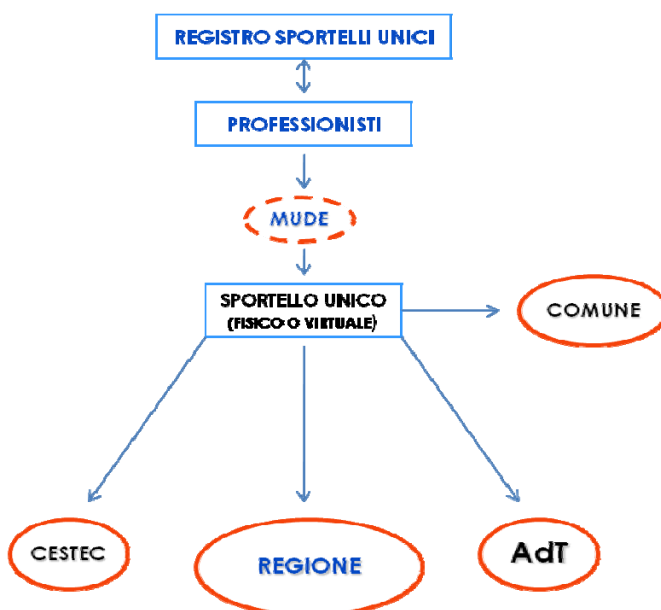 REGISTRO SPORTELLI UNICI
PROFESSIONISTI
MUDE
SPORTELLO UNICO
(FISICO O VIRTUALE)
COMUNE
CESTEC
REGIONE
AdT